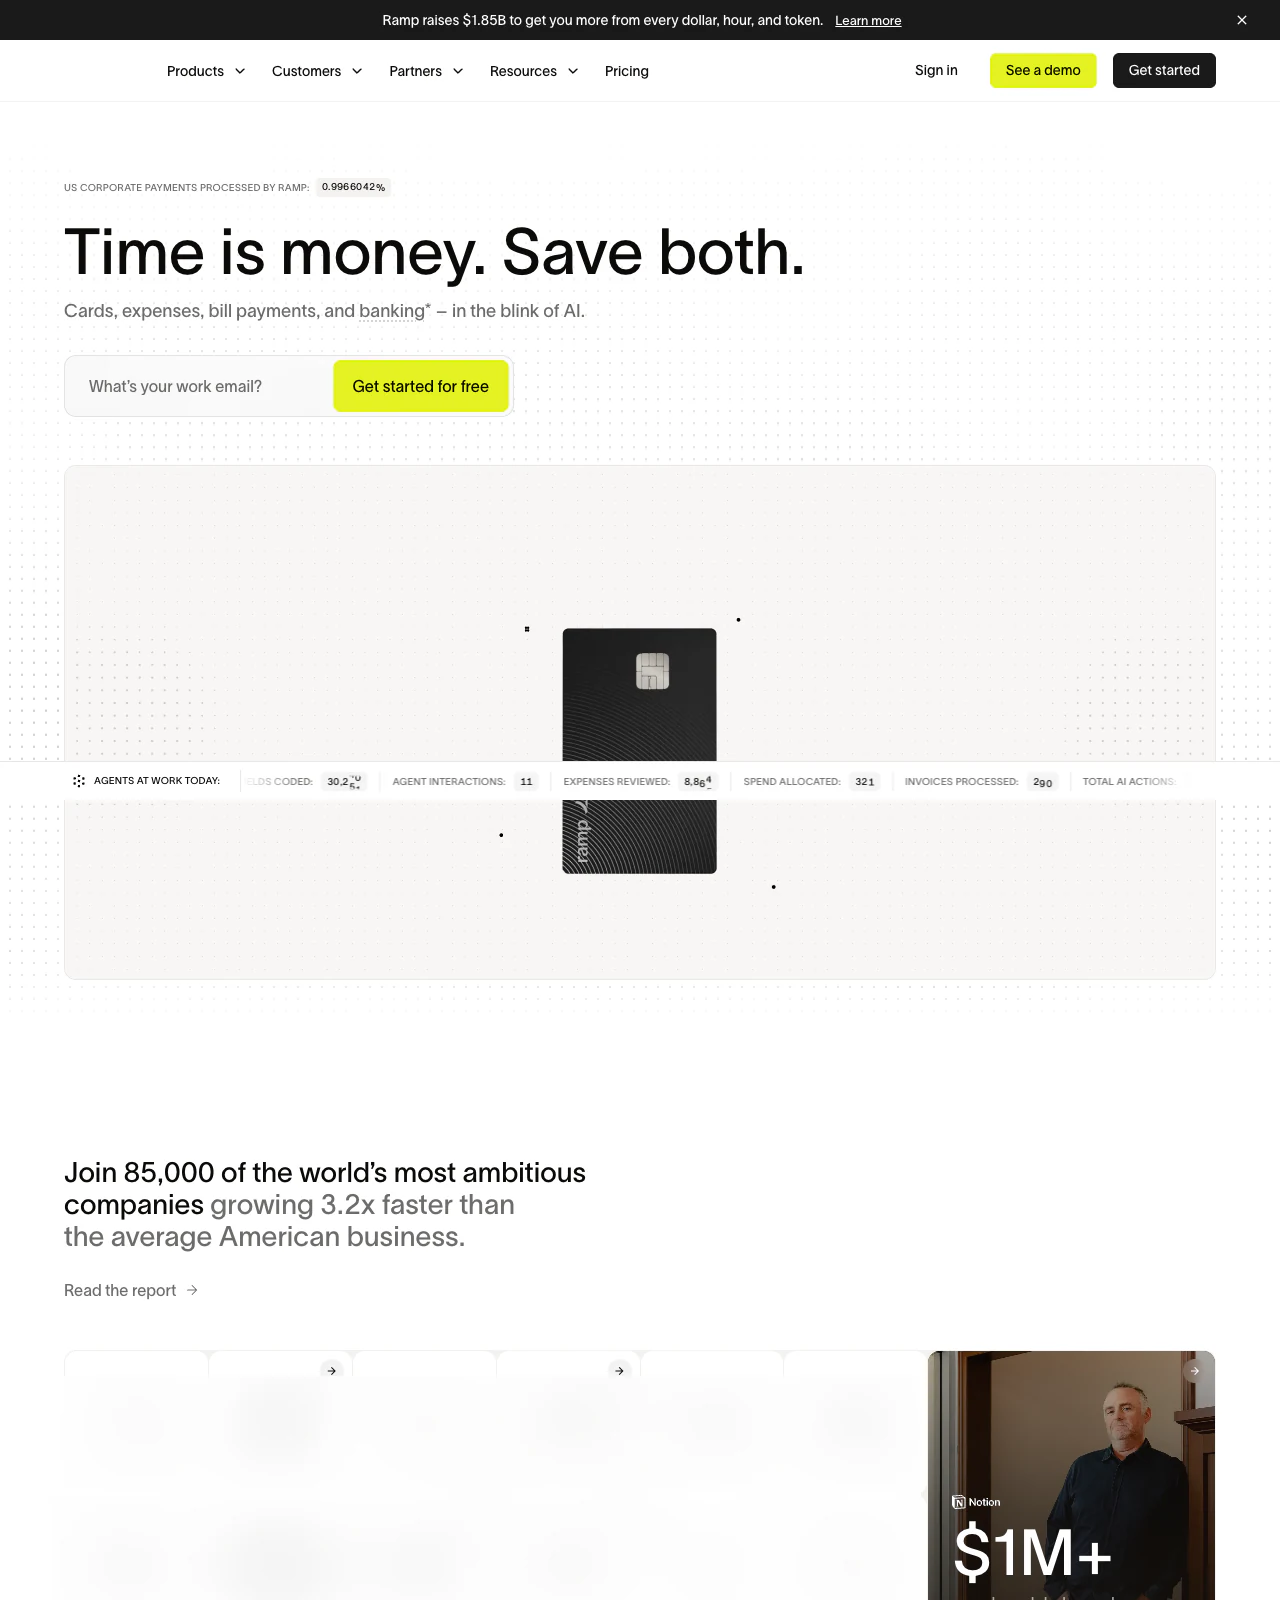 Ramp raises $1.85B to get you more from every dollar, hour, and token. Learn more
Products Customers Partners Resources Pricing Sign in See a demo Get started
US CORPORATE PAYMENTS PROCESSED BY RAMP: 0.9966042%
Time is money. Save both.
Cards, expenses, bill payments, and banking* – in the blink of AI.
What's your work email? Get started for free
AGENTS AT WORK TODAY: CODED: AGENT INTERACTIONS: 11 EXPENSES REVIEWED: SPEND ALLOCATED: 321 INVOICES PROCESSED: 290 TOTAL AI ACTIONS:
ramp
Join 85,000 of the world's most ambitious
companies growing 3.2x faster than
the average American business.
Read the report
Notion
$1M+